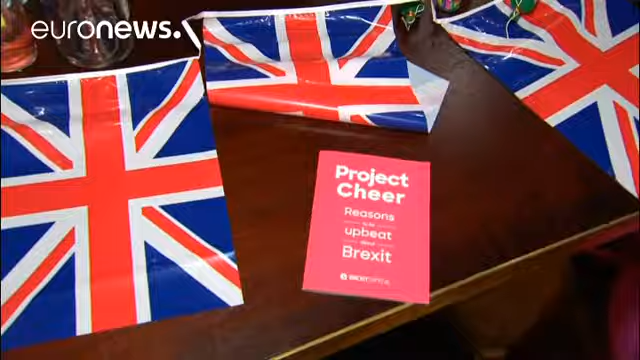 euronews.
Project
Cheer
Reasons
to be
upbeat
about
Brexit